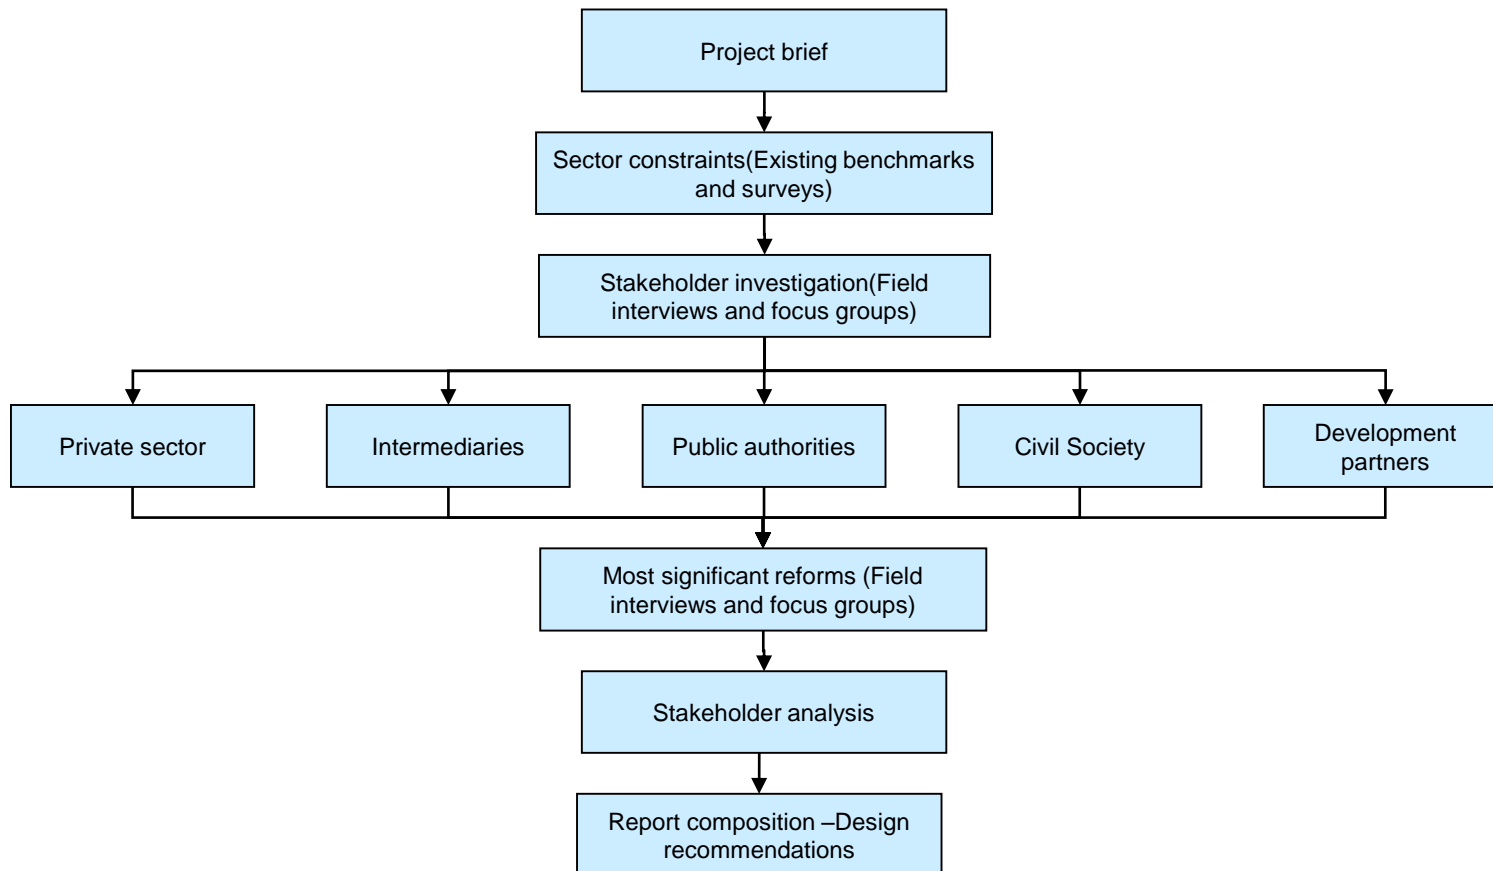 Project brief
Sector constraints(Existing benchmarks
and surveys)
Stakeholder investigation(Field
interviews and focus groups)
Private sector
Intermediaries
Public authorities
Civil Society
Development
partners
Most significant reforms (Field
interviews and focus groups)
Stakeholder analysis
Report composition –Design
recommendations